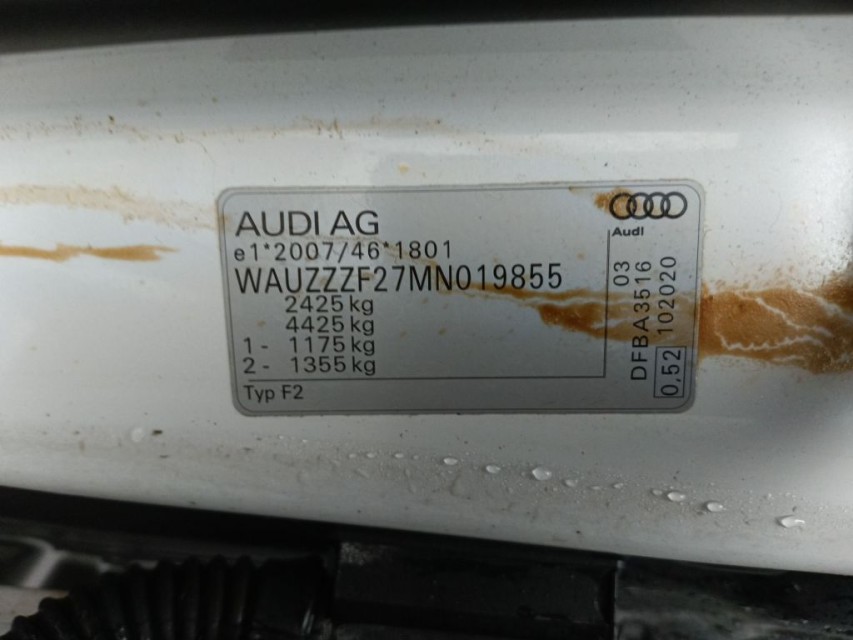 AUDI AG
e1*2007/46*1801
WAUZZZF27MN019855
2425 kg
4425 kg
1 - 1175 kg
2 - 1355 kg
Typ F2
Audi
03
DFBA3516
102020
0,52